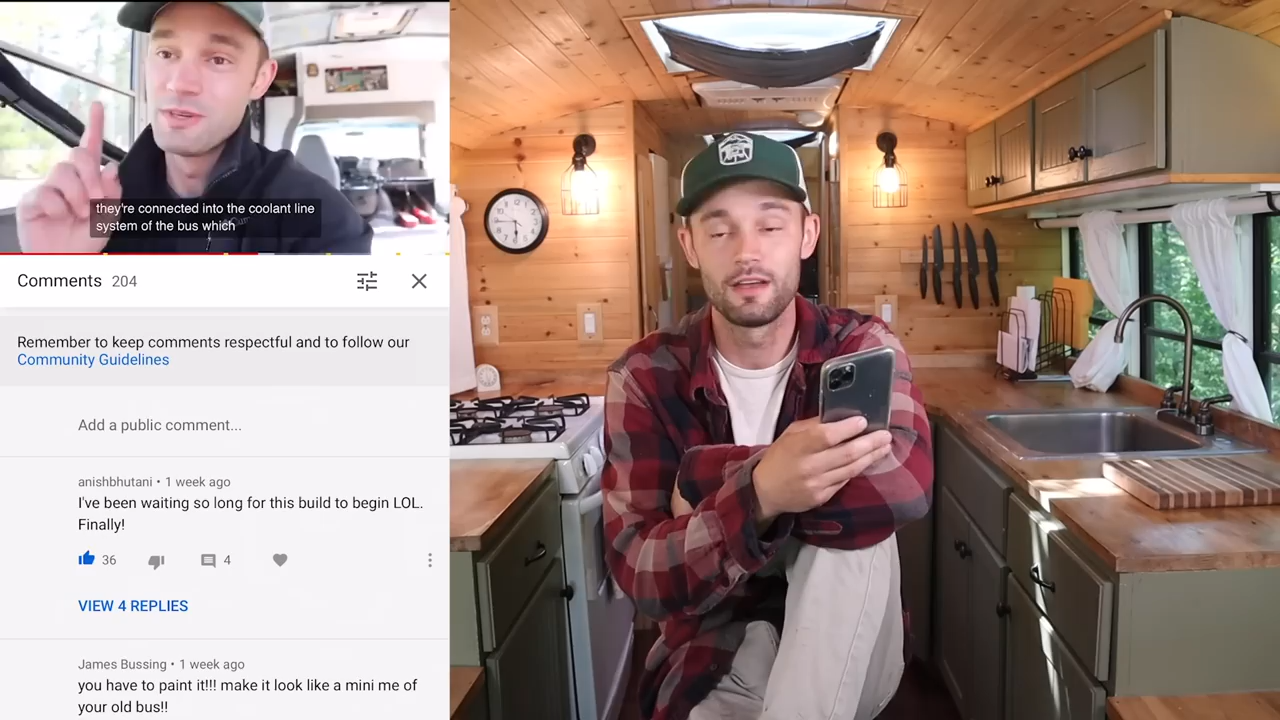 they're connected into the coolant line
system of the bus which
Comments 204
Remember to keep comments respectful and to follow our
Community Guidelines
Add a public comment...
anishbhutani • 1 week ago
I've been waiting so long for this build to begin LOL.
Finally!
36
4
VIEW 4 REPLIES
James Bussing • 1 week ago
you have to paint it!!! make it look like a mini me of
your old bus!!